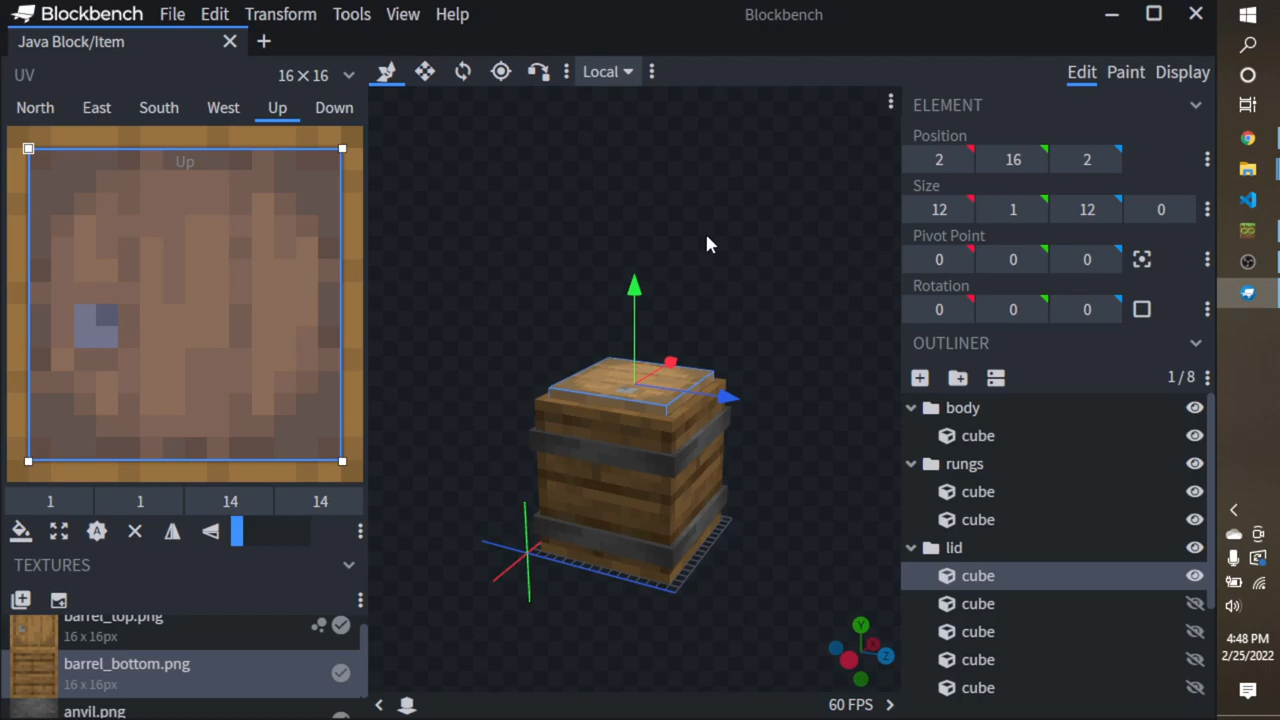 Blockbench File Edit Transform Tools View Help Blockbench
Java Block/Item
UV 16×16
Local
Edit Paint Display
North East South West Up Down
Up
ELEMENT
Position
2 16 2
Size
12 1 12 0
Pivot Point
0 0 0
Rotation
0 0 0
OUTLINER
1 / 8
body
cube
rungs
cube
cube
lid
cube
cube
cube
cube
cube
1 1 14 14
TEXTURES
barrel_top.png
16 x 16px
barrel_bottom.png
16 x 16px
anvil.png
Y
X
Z
60 FPS
4:48 PM
2/25/2022